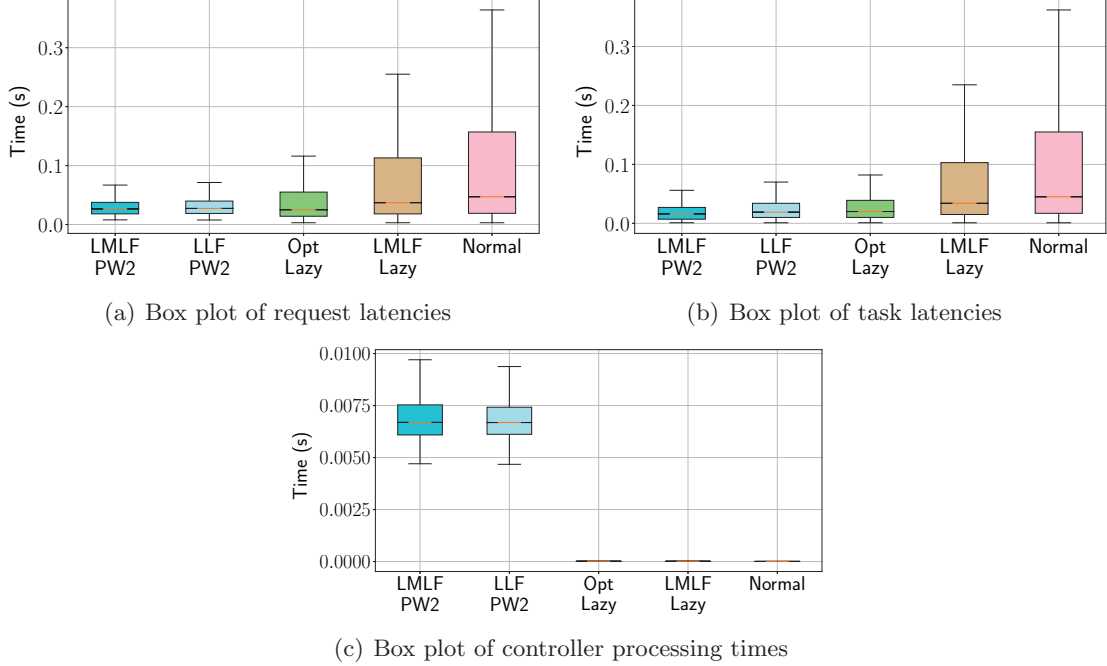 0.3
0.2
0.1
0.0
Time (s)
LMLF PW2
LLF PW2
Opt Lazy
LMLF Lazy
Normal
(a) Box plot of request latencies
0.3
0.2
0.1
0.0
Time (s)
LMLF PW2
LLF PW2
Opt Lazy
LMLF Lazy
Normal
(b) Box plot of task latencies
0.0100
0.0075
0.0050
0.0025
0.0000
Time (s)
LMLF PW2
LLF PW2
Opt Lazy
LMLF Lazy
Normal
(c) Box plot of controller processing times